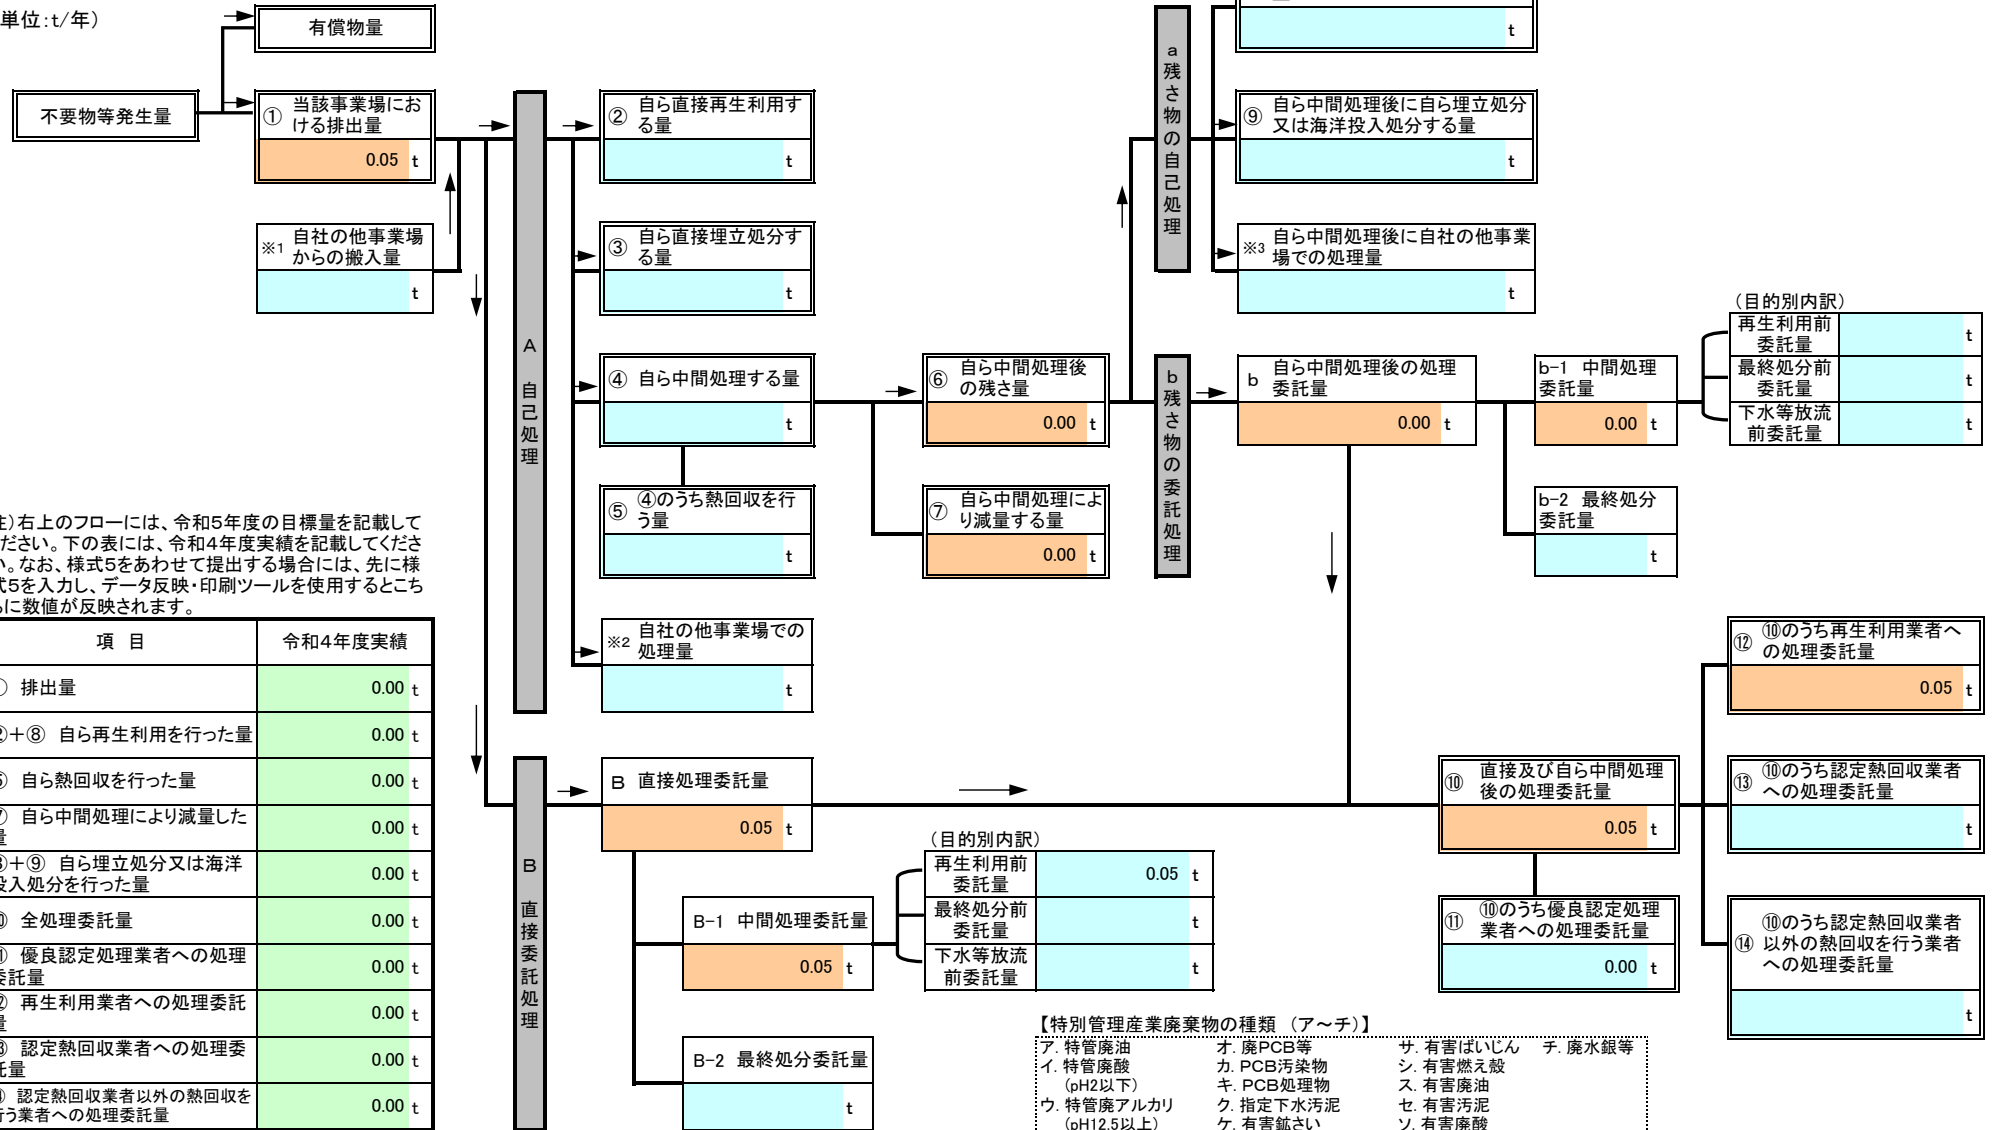 単位:t/年)
有償物量
t
a
残さ物の自己処理
不要物等発生量
① 当該事業場にお
ける排出量
0.05 t
② 自ら直接再生利用す
る量
t
⑨ 自ら中間処理後に自ら埋立処分
又は海洋投入処分する量
t
※1 自社の他事業場
からの搬入量
t
③ 自ら直接埋立処分す
る量
t
※3 自ら中間処理後に自社の他事業
場での処理量
t
A
自己処理
④ 自ら中間処理する量
t
⑥ 自ら中間処理後
の残さ量
0.00 t
b
残さ物の委託処理
b 自ら中間処理後の処理
委託量
0.00 t
b-1 中間処理
委託量
0.00 t
(目的別内訳)
再生利用前
委託量
t
最終処分前
委託量
t
下水等放流
前委託量
t
⑤ ④のうち熱回収を行
う量
t
⑦ 自ら中間処理によ
り減量する量
0.00 t
b-2 最終処分
委託量
t
)右上のフローには、令和5年度の目標量を記載して
ださい。下の表には、令和4年度実績を記載してくださ
い。なお、様式5をあわせて提出する場合には、先に様
式5を入力し、データ反映・印刷ツールを使用するとこち
らに数値が反映されます。
項 目 令和4年度実績
排出量 0.00 t
+⑧ 自ら再生利用を行った量 0.00 t
自ら熱回収を行った量 0.00 t
自ら中間処理により減量した
量 0.00 t
+⑨ 自ら埋立処分又は海洋
投入処分を行った量 0.00 t
全処理委託量 0.00 t
優良認定処理業者への処理
委託量 0.00 t
再生利用業者への処理委託
量 0.00 t
認定熱回収業者への処理委
託量 0.00 t
認定熱回収業者以外の熱回収を
行う業者への処理委託量 0.00 t
※2 自社の他事業場での
処理量
t
B
直接委託処理
B 直接処理委託量
0.05 t
B-1 中間処理委託量
0.05 t
(目的別内訳)
再生利用前
委託量
0.05 t
最終処分前
委託量
t
下水等放流
前委託量
t
B-2 最終処分委託量
t
⑩ 直接及び自ら中間処理
後の処理委託量
0.05 t
⑪ ⑩のうち優良認定処理
業者への処理委託量
0.00 t
⑫ ⑩のうち再生利用業者へ
の処理委託量
0.05 t
⑬ ⑩のうち認定熱回収業者
への処理委託量
t
⑭ ⑩のうち認定熱回収業者
以外の熱回収を行う業者
への処理委託量
t
【特別管理産業廃棄物の種類 (ア~チ)】
ア. 特管廃油 オ. 廃PCB等 サ. 有害ばいじん チ. 廃水銀等
イ. 特管廃酸 カ. PCB汚染物 シ. 有害燃え殻
(pH2以下) キ. PCB処理物 ス. 有害廃油
ウ. 特管廃アルカリ ク. 指定下水汚泥 セ. 有害汚泥
(pH12.5以上) ケ. 有害鉱さい ソ. 有害廃酸